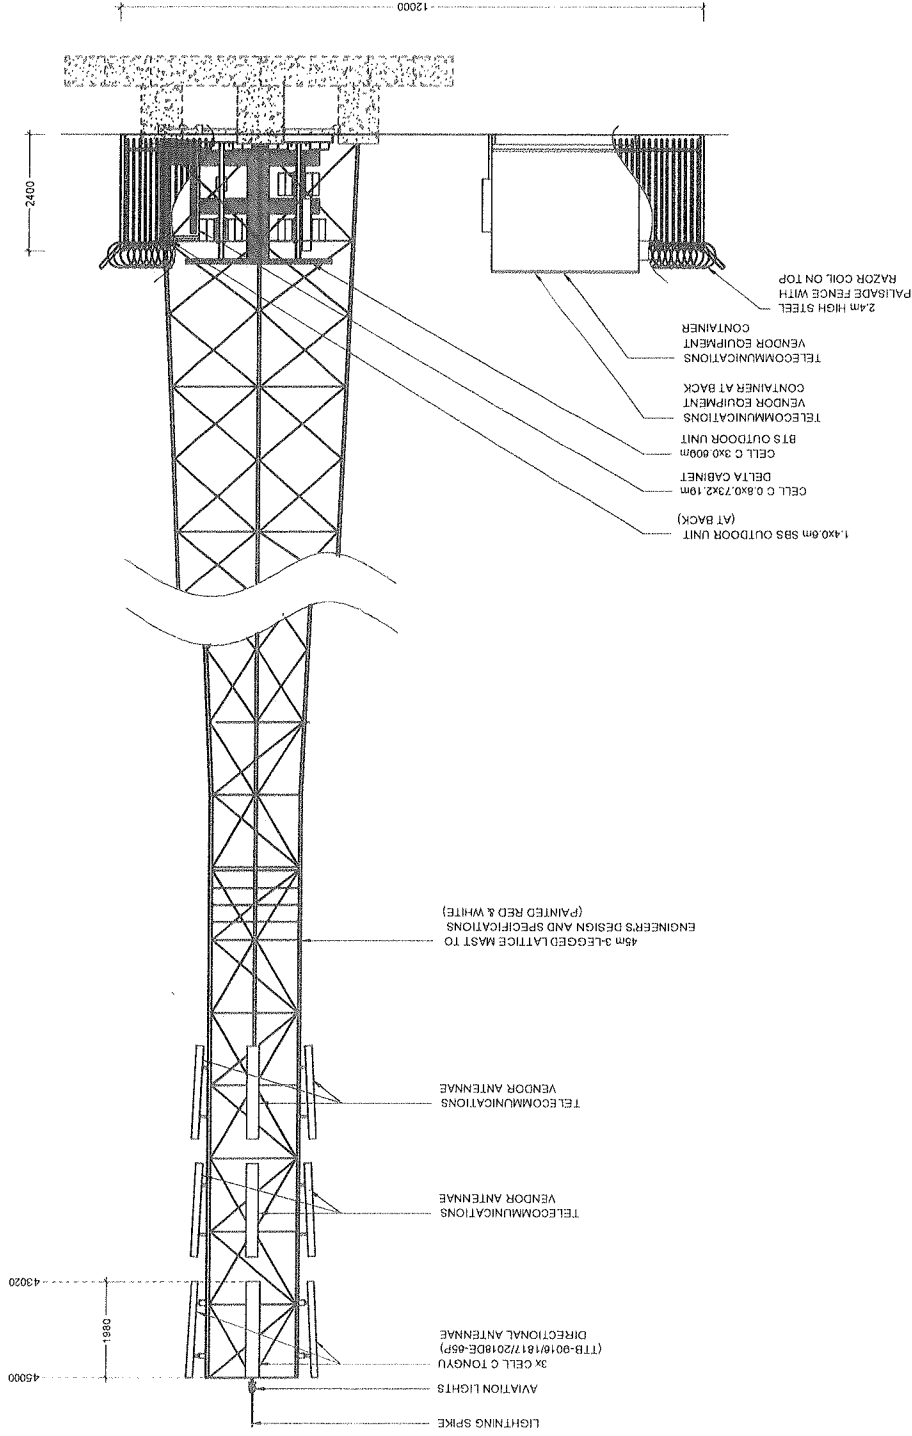 LIGHTNING SPIKE
AVIATION LIGHTS
45000
3x CELL C TONGYU
(TTB-9016/1817/2018DE-65P)
DIRECTIONAL ANTENNAE
1980
43020
TELECOMMUNICATIONS
VENDOR ANTENNAE
TELECOMMUNICATIONS
VENDOR ANTENNAE
45m 3-LEGGED LATTICE MAST TO
ENGINEER'S DESIGN AND SPECIFICATIONS
(PAINTED RED & WHITE)
1.4x0.6m SBS OUTDOOR UNIT
(AT BACK)
CELL C 0.8x0.73x2.19m
DELTA CABINET
CELL C 3x0.600m
BTS OUTDOOR UNIT
TELECOMMUNICATIONS
VENDOR EQUIPMENT
CONTAINER AT BACK
TELECOMMUNICATIONS
VENDOR EQUIPMENT
CONTAINER
2.4m HIGH STEEL
PALISADE FENCE WITH
RAZOR COIL ON TOP
2400
12000